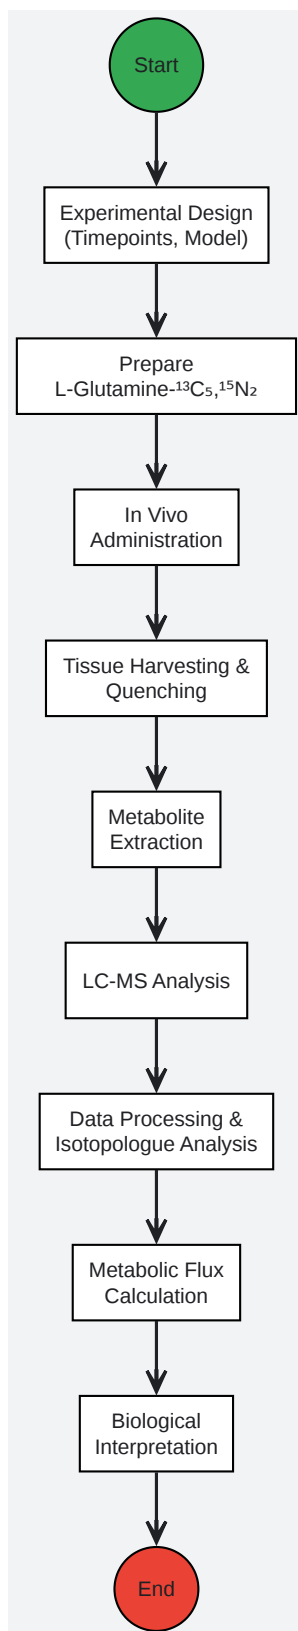 Start
Experimental Design
(Timepoints, Model)
Prepare
L-Glutamine-¹³C₅,¹⁵N₂
In Vivo
Administration
Tissue Harvesting &
Quenching
Metabolite
Extraction
LC-MS Analysis
Data Processing &
Isotopologue Analysis
Metabolic Flux
Calculation
Biological
Interpretation
End